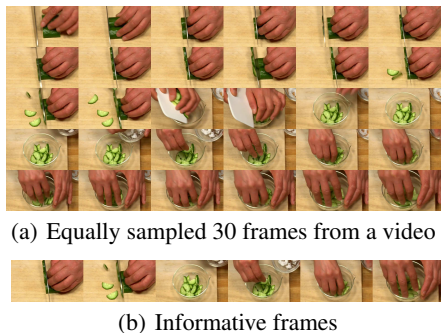 (a) Equally sampled 30 frames from a video
(b) Informative frames